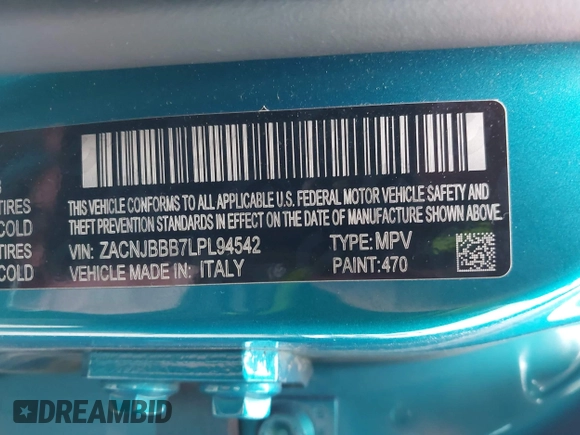 THIS VEHICLE CONFORMS TO ALL APPLICABLE U.S. FEDERAL MOTOR VEHICLE SAFETY AND
THEFT PREVENTION STANDARDS IN EFFECT ON THE DATE OF MANUFACTURE SHOWN ABOVE.
TIRES
COLD
VIN: ZACNJBBB7LPL94542 TYPE: MPV
VEHICLE MADE IN: ITALY PAINT: 470
TIRES
COLD
DREAMBID